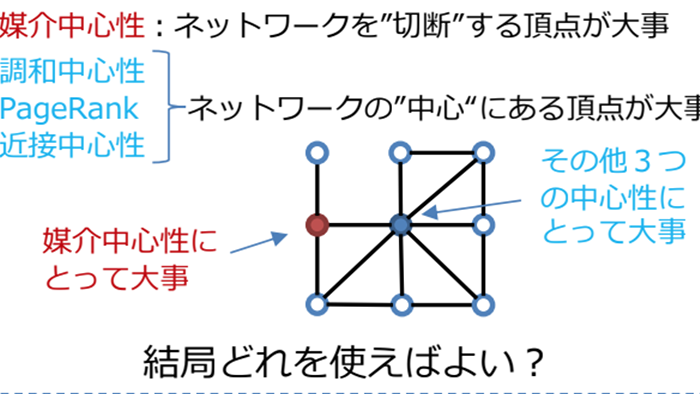 媒介中心性：ネットワークを”切断”する頂点が大事
調和中心性
PageRank
近接中心性
ネットワークの”中心“にある頂点が大事
その他３つ
の中心性に
とって大事
媒介中心性に
とって大事
結局どれを使えばよい？